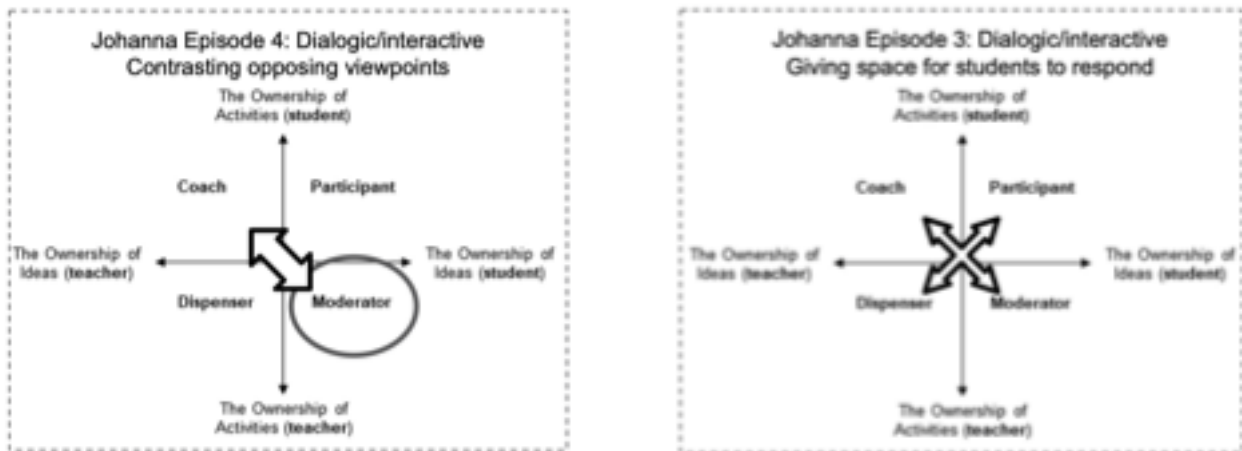 Johanna Episode 4: Dialogic/interactive
Contrasting opposing viewpoints
The Ownership of
Activities (student)
Coach
Participant
The Ownership of
Ideas (teacher)
The Ownership of
Ideas (student)
Dispenser
Moderator
The Ownership of
Activities (teacher)
Johanna Episode 3: Dialogic/interactive
Giving space for students to respond
The Ownership of
Activities (student)
Coach
Participant
The Ownership of
Ideas (teacher)
The Ownership of
Ideas (student)
Dispenser
Moderator
The Ownership of
Activities (teacher)